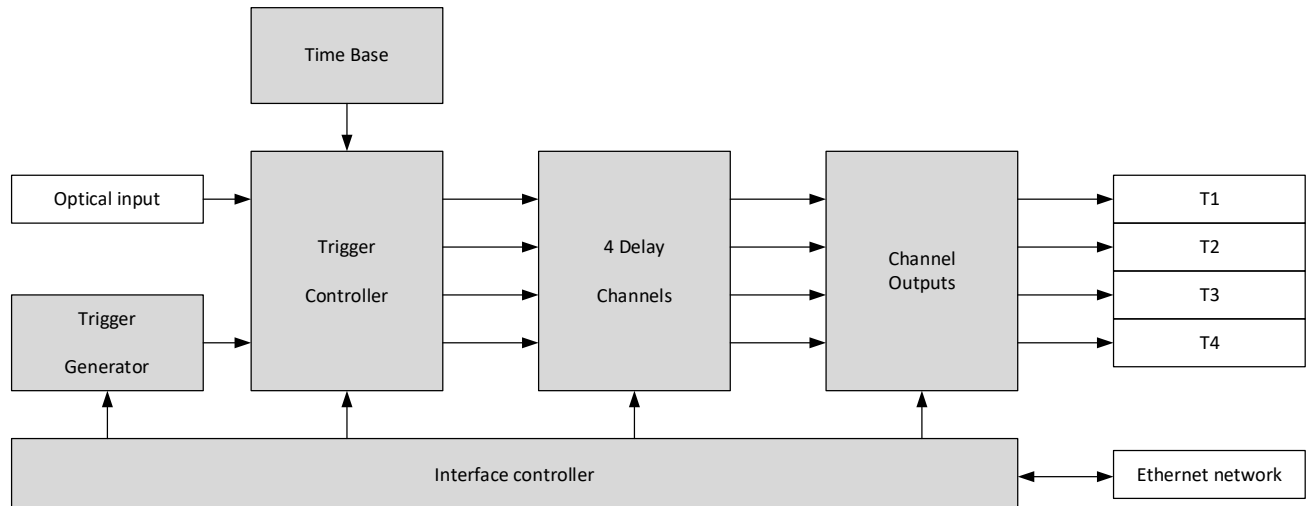 Time Base
Optical input
Trigger
Controller
4 Delay
Channels
Channel
Outputs
T1
T2
T3
T4
Trigger
Generator
Interface controller
Ethernet network